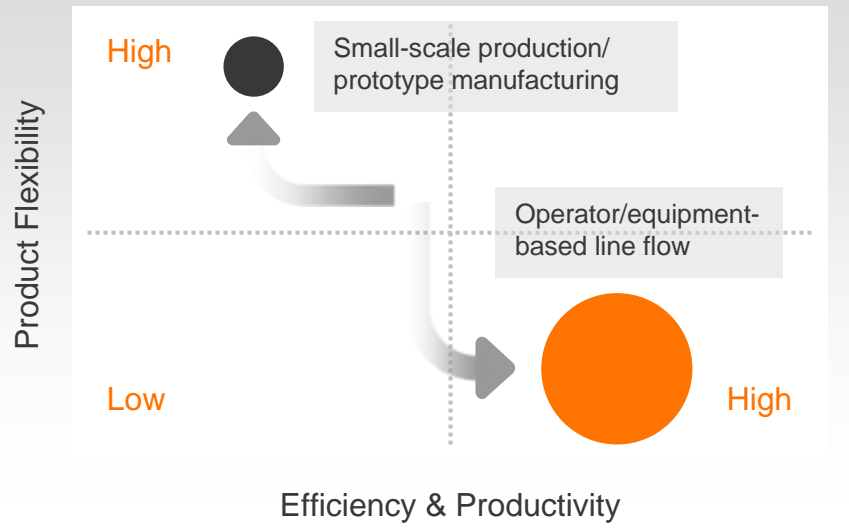 High
Small-scale production/
prototype manufacturing
Product Flexibility
Operator/equipment-
based line flow
Low
High
Efficiency & Productivity